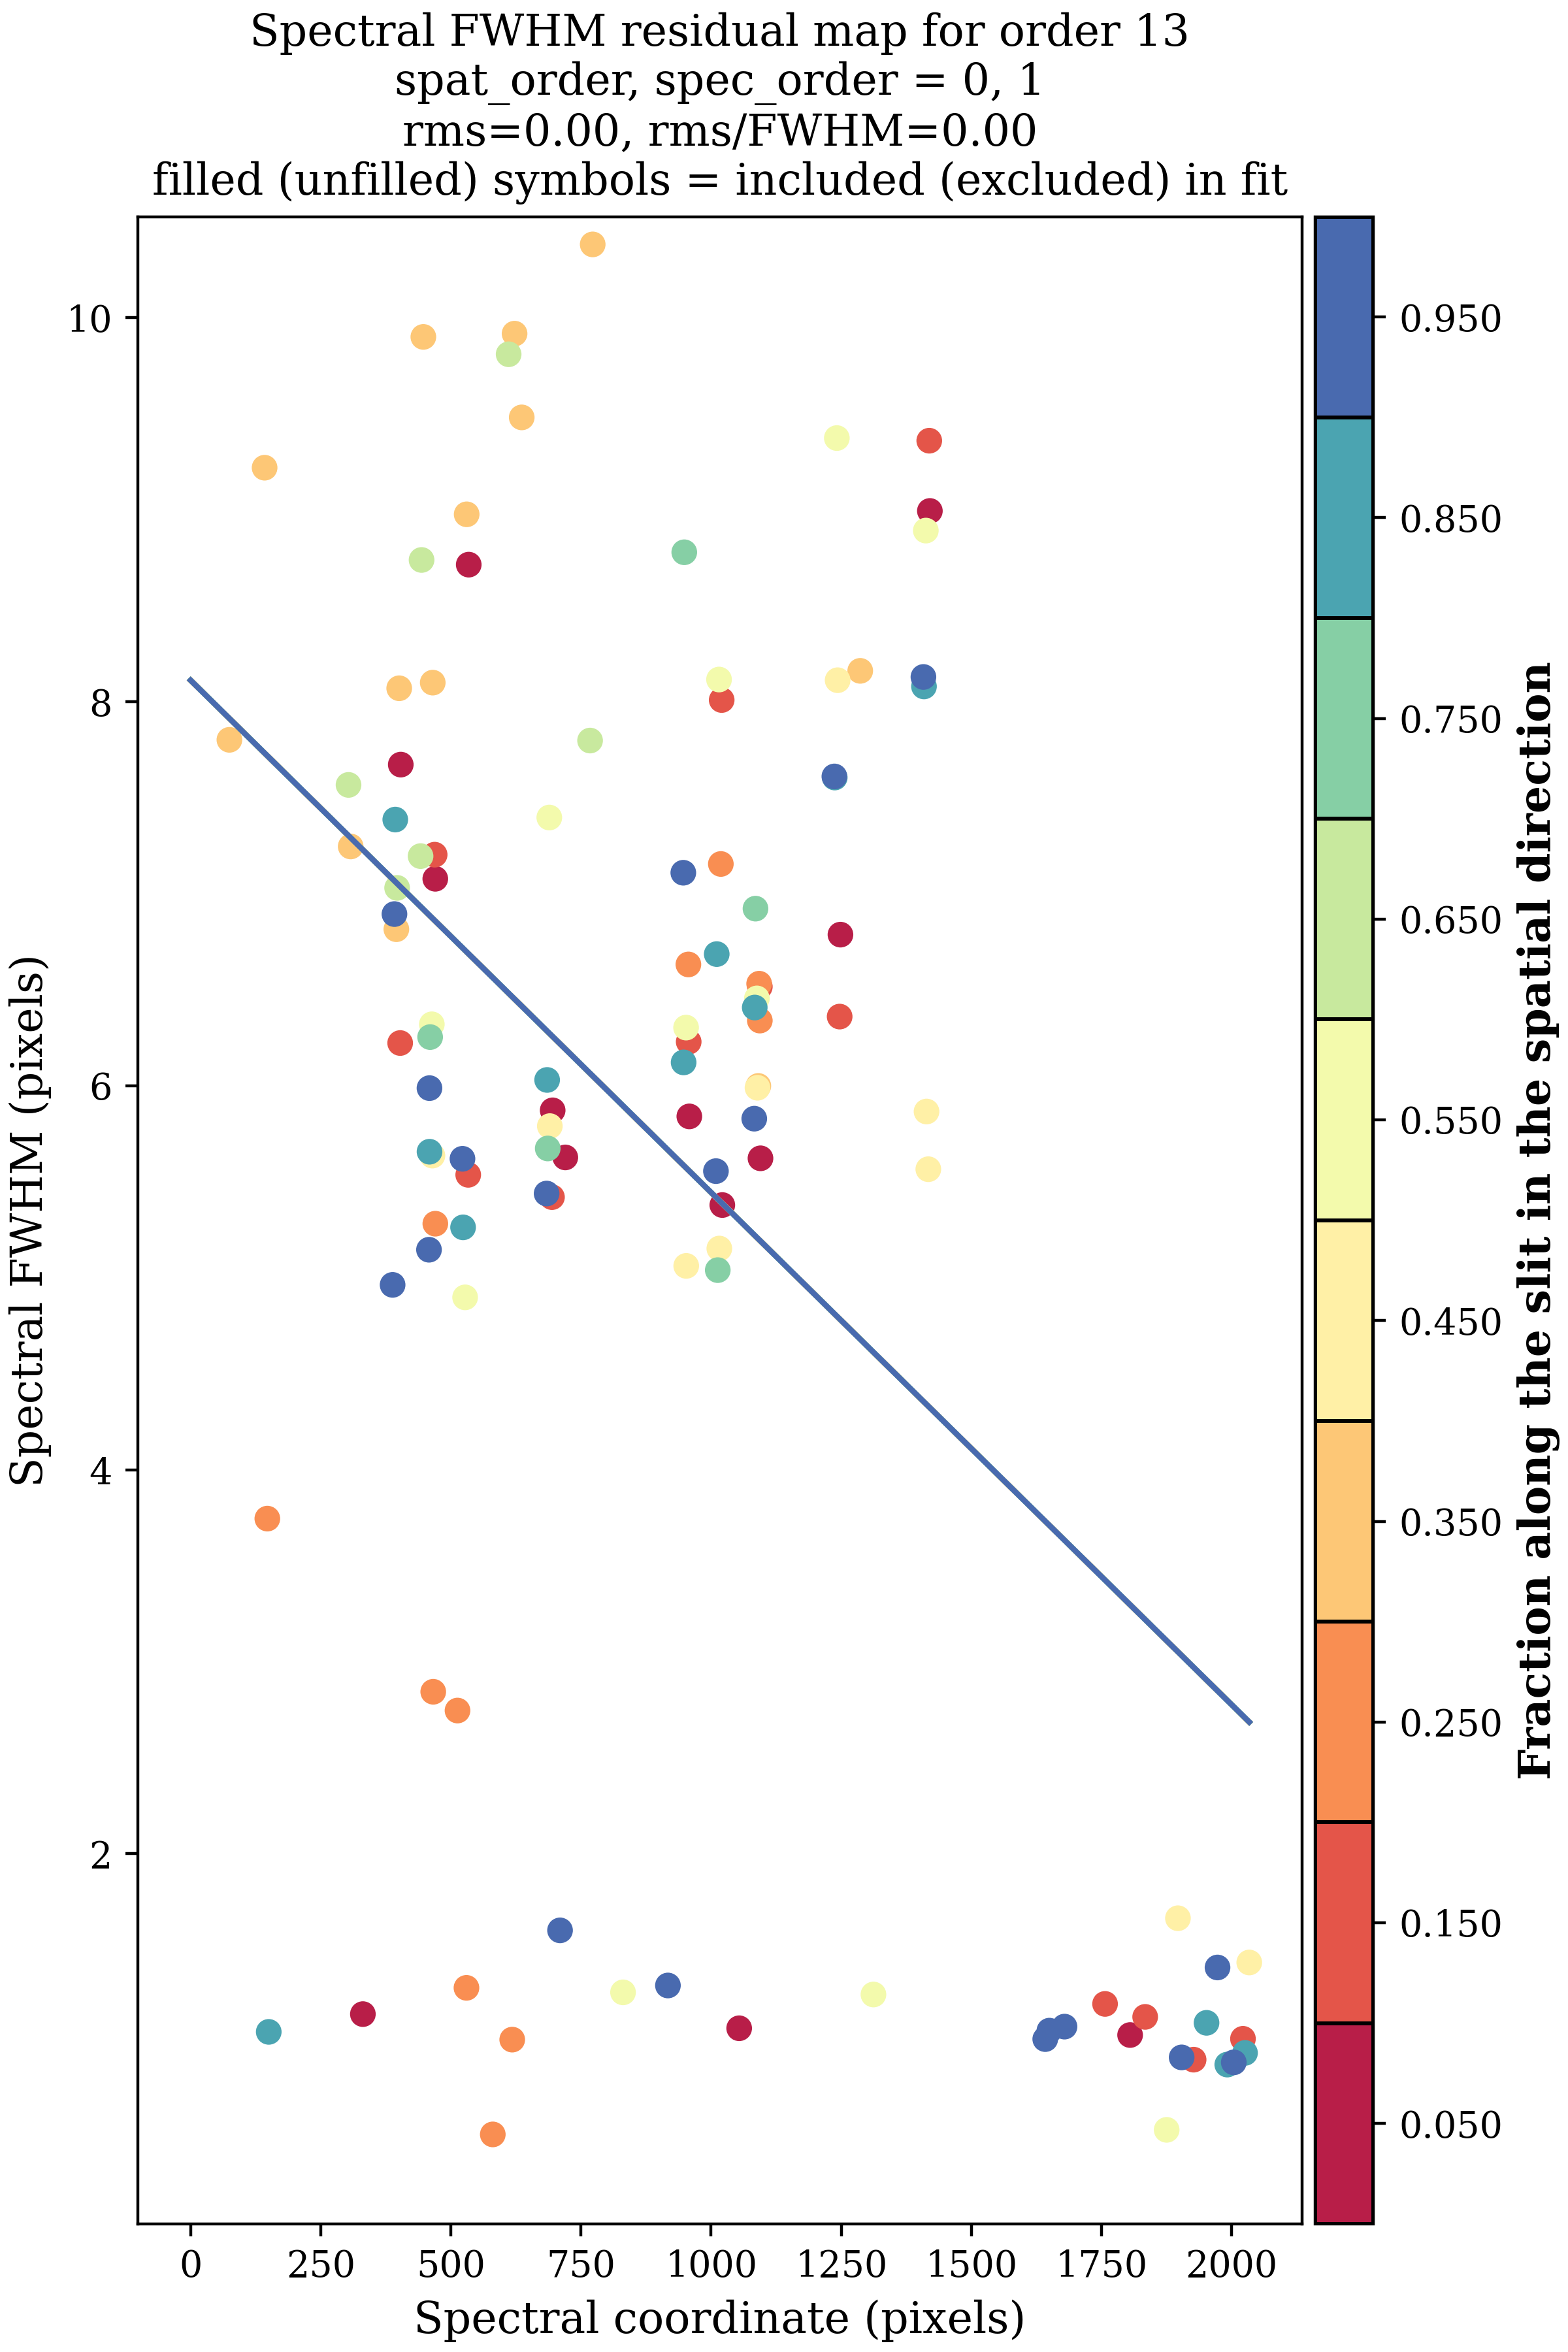 Spectral FWHM residual map for order 13
spat_order, spec_order = 0, 1
rms=0.00, rms/FWHM=0.00
filled (unfilled) symbols = included (excluded) in fit
10
8
6
4
2
Spectral FWHM (pixels)
0 250 500 750 1000 1250 1500 1750 2000
Spectral coordinate (pixels)
0.950
0.850
0.750
0.650
0.550
0.450
0.350
0.250
0.150
0.050
Fraction along the slit in the spatial direction